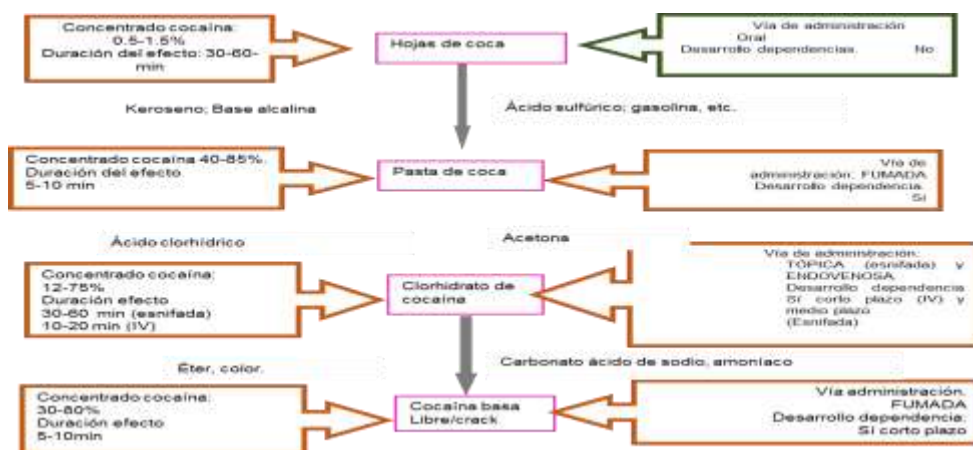 Concentrado cocaína:
0.5-1.5%
Duración del efecto: 30-60-
min
Hojas de coca
Vía de administración
Oral
Desarrollo dependencias. No
Keroseno; Base alcalina
Ácido sulfúrico; gasolina, etc.
Concentrado cocaína 40-85%.
Duración del efecto
5-10 min
Pasta de coca
Vía de
administración: FUMADA
Desarrollo dependencia.
Sí
Ácido clorhídrico
Acetona
Concentrado cocaína:
12-75%
Duración efecto
30-60 min (esnifada)
10-20 min (IV)
Clorhidrato de
cocaína
Vía de administración:
TÓPICA (esnifada) y
ENDOVENOSA
Desarrollo dependencia
Sí corto plazo (IV) y
medio plazo
(Esnifada)
Éter, color.
Carbonato ácido de sodio, amoníaco
Concentrado cocaína:
30-80%
Duración efecto
5-10min
Cocaína basa
Libre/crack
Vía administración.
FUMADA
Desarrollo dependencia:
Sí corto plazo